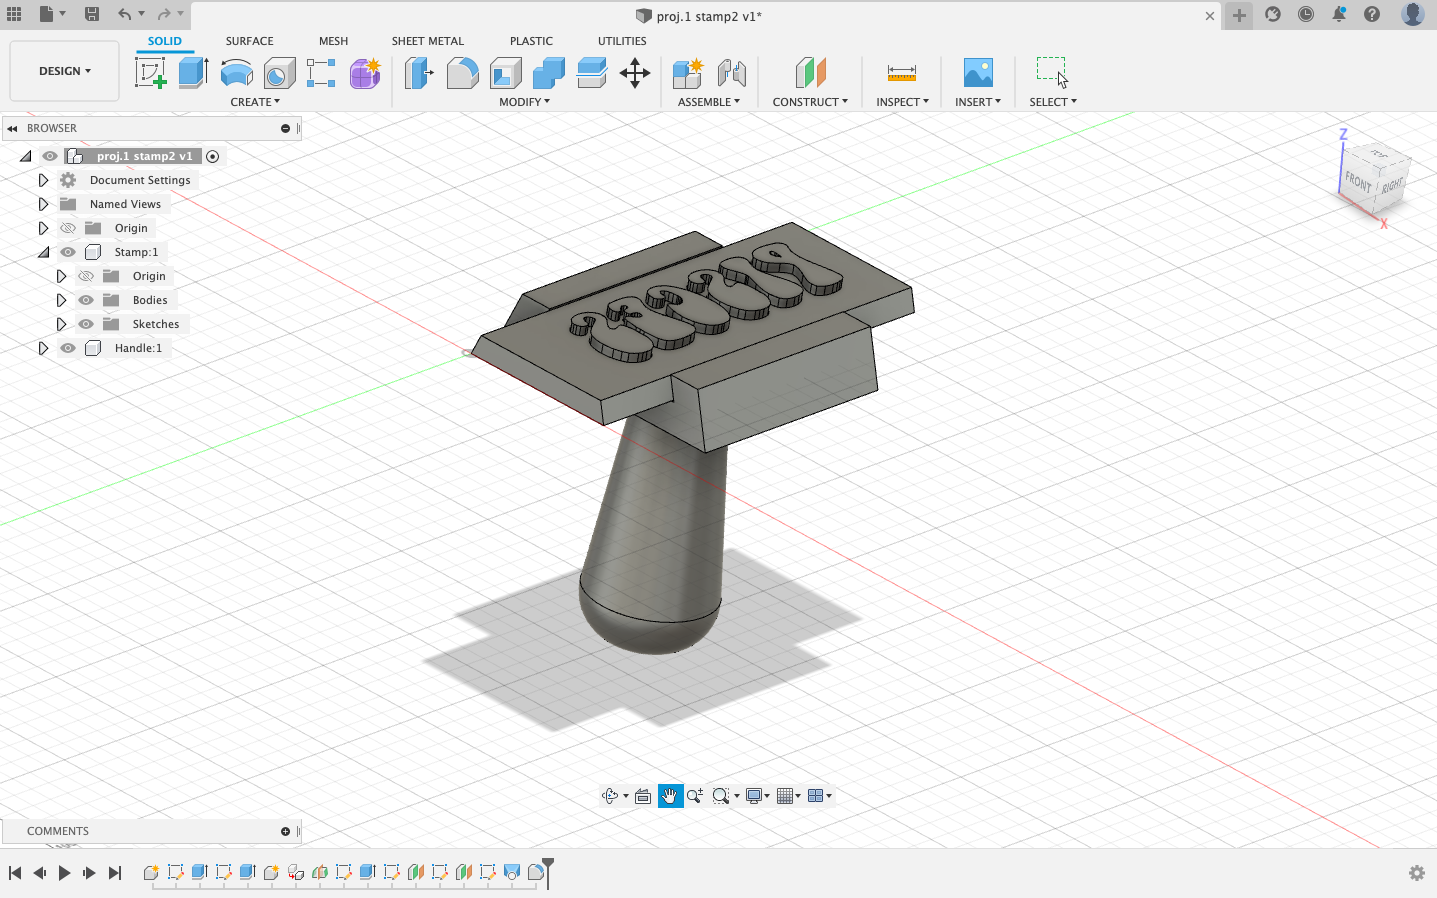 proj.1 stamp2 v1*
DESIGN
SOLID SURFACE MESH SHEET METAL PLASTIC UTILITIES
CREATE MODIFY ASSEMBLE CONSTRUCT INSPECT INSERT SELECT
BROWSER
proj.1 stamp2 v1
Document Settings
Named Views
Origin
Stamp:1
Origin
Bodies
Sketches
Handle:1
Z
TOP
FRONT RIGHT
X
COMMENTS